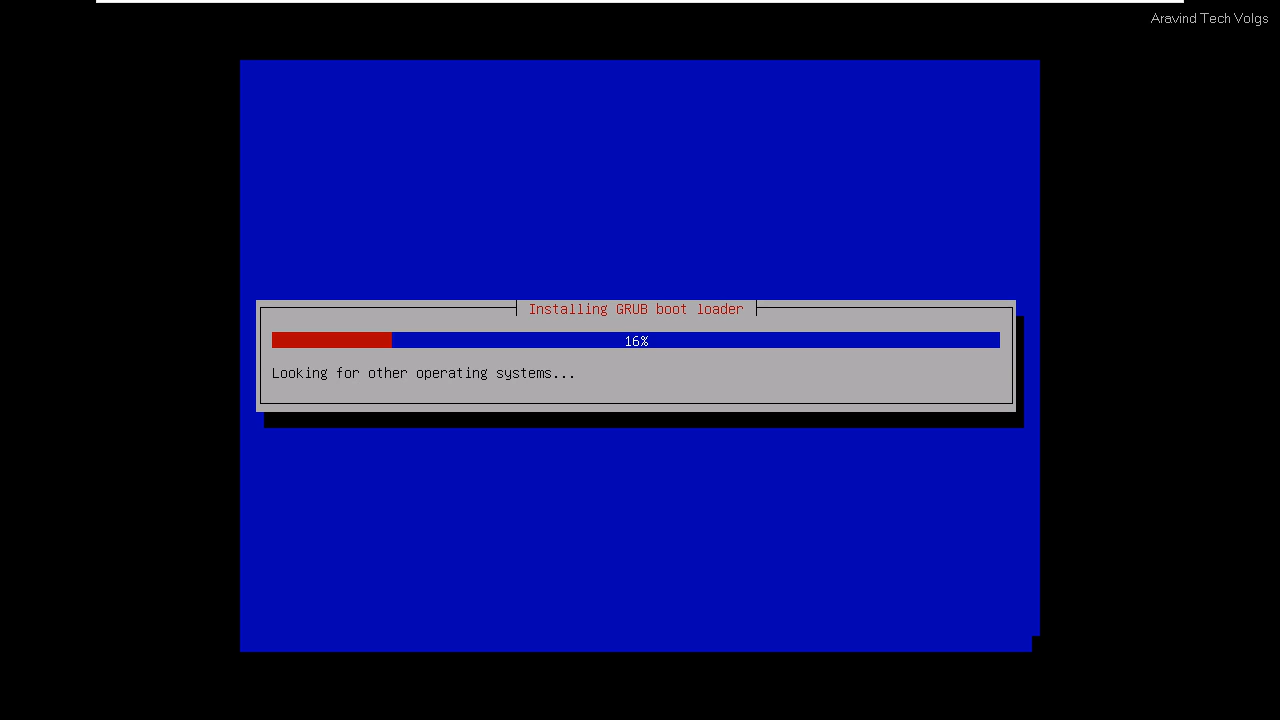 Aravind Tech Volgs
Installing GRUB boot loader
16%
Looking for other operating systems...